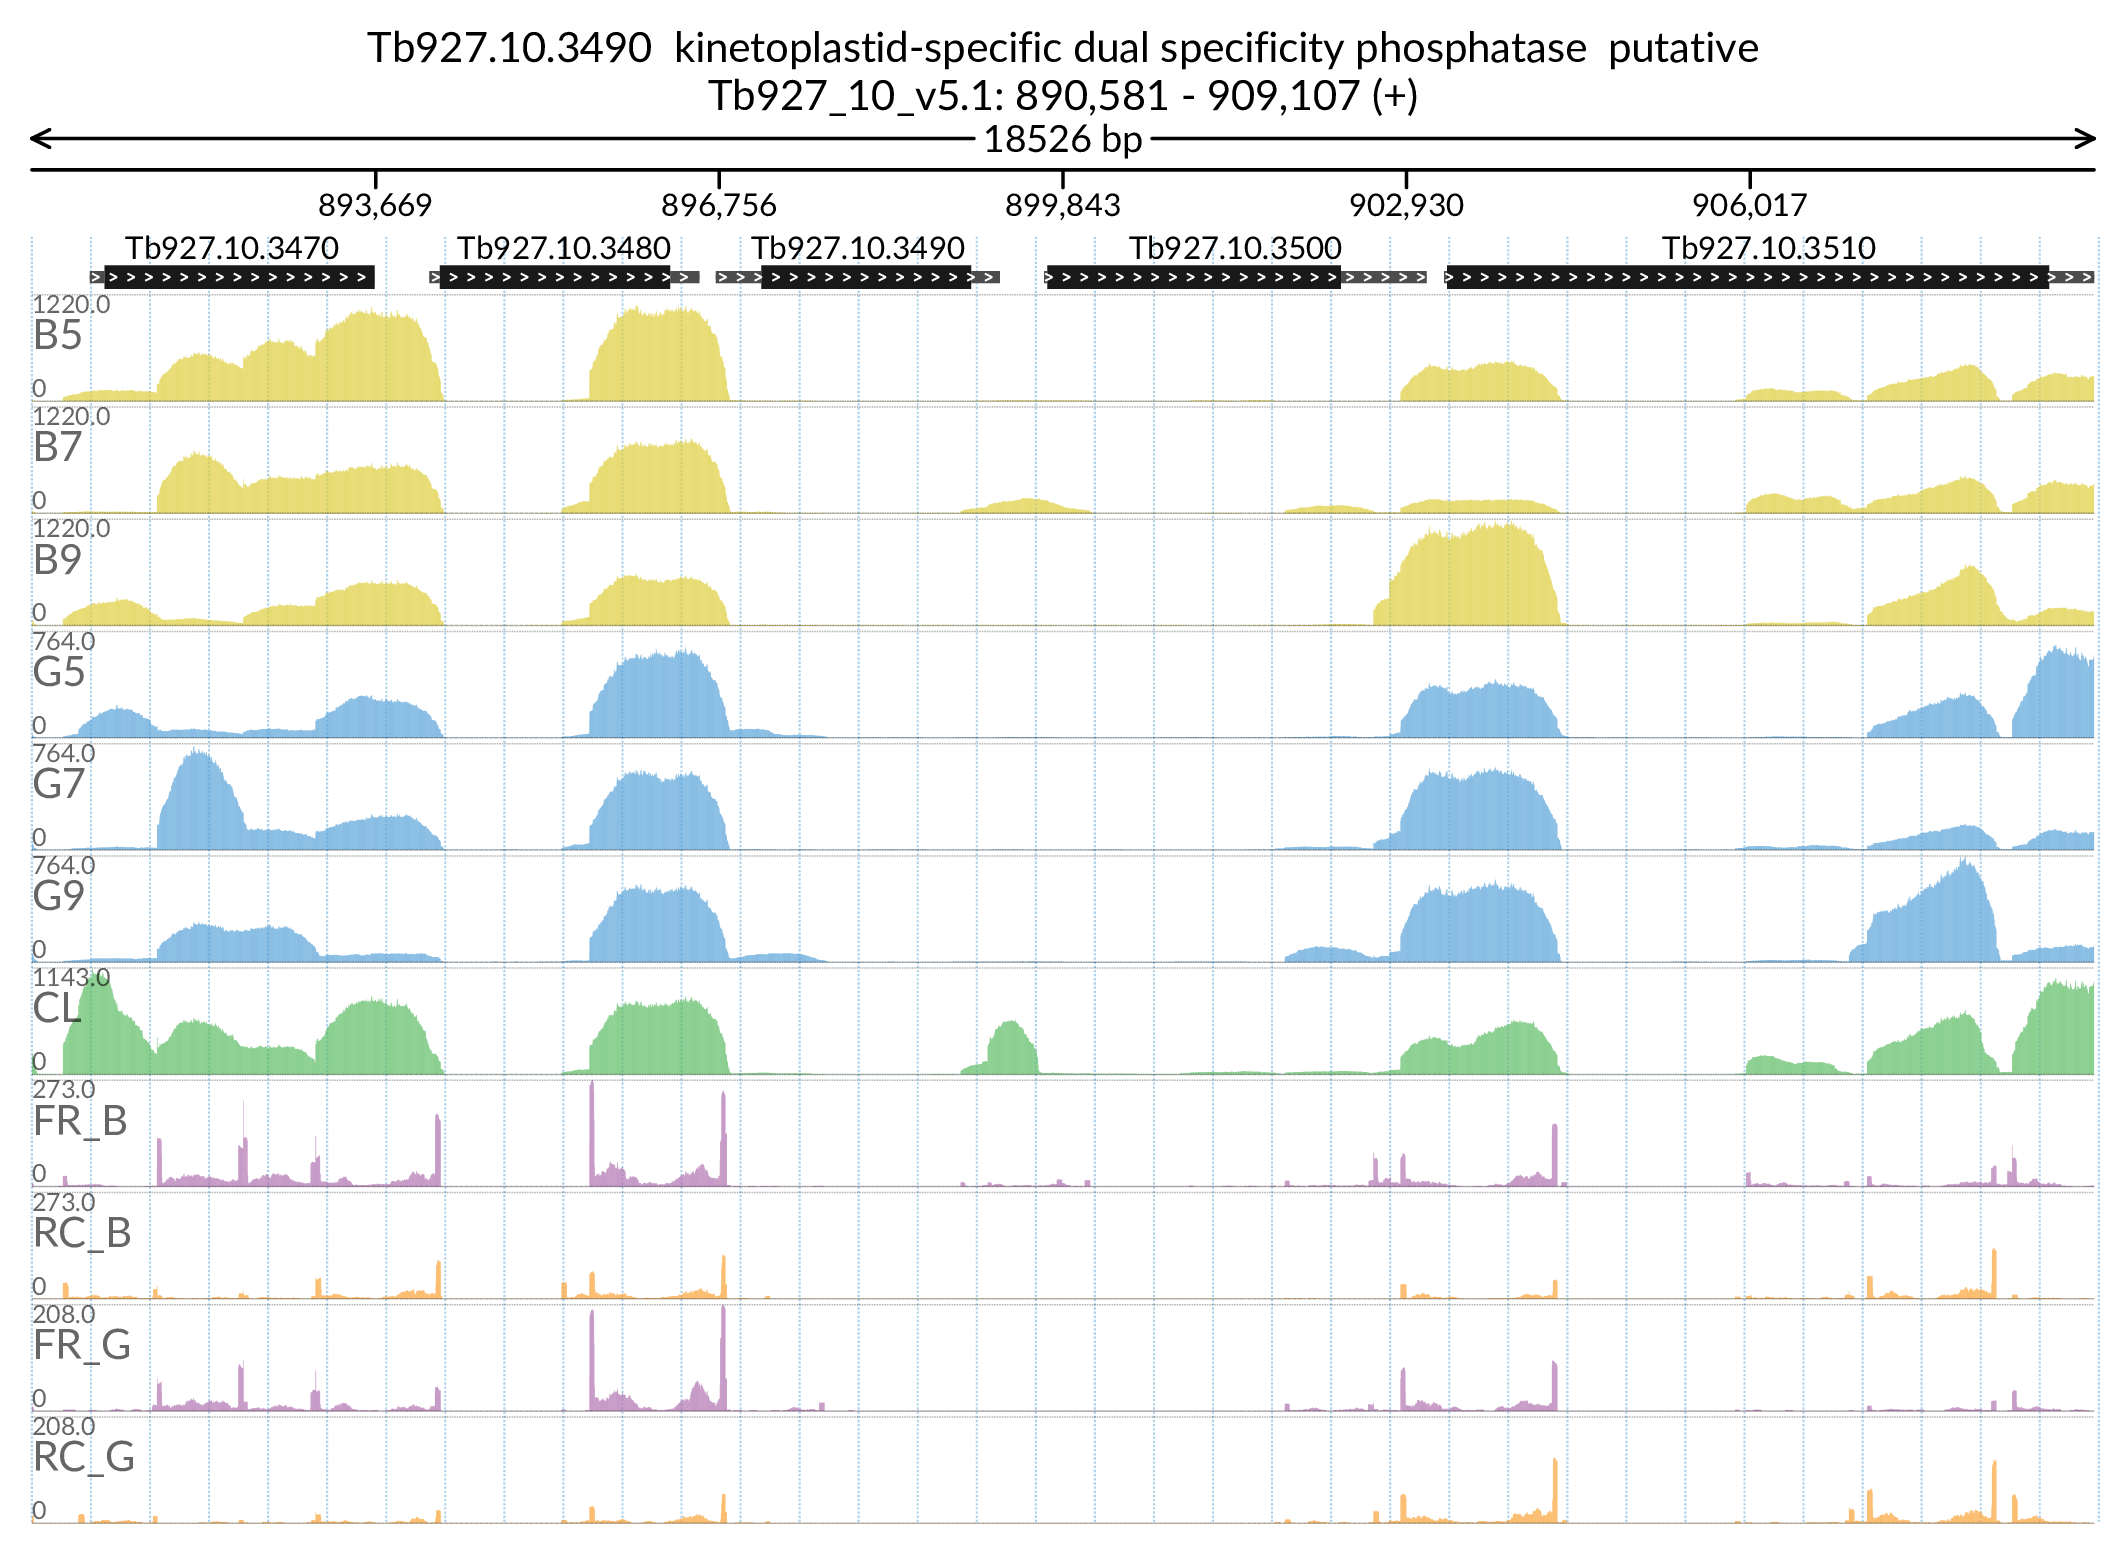 Tb927.10.3490  kinetoplastid-specific dual specificity phosphatase  putative
Tb927_10_v5.1: 890,581 - 909,107 (+)
18526 bp
893,669 896,756 899,843 902,930 906,017
Tb927.10.3470 Tb927.10.3480 Tb927.10.3490 Tb927.10.3500 Tb927.10.3510
1220.0
B5
0
1220.0
B7
0
1220.0
B9
0
764.0
G5
0
764.0
G7
0
764.0
G9
0
1143.0
CL
0
273.0
FR_B
0
273.0
RC_B
0
208.0
FR_G
0
208.0
RC_G
0